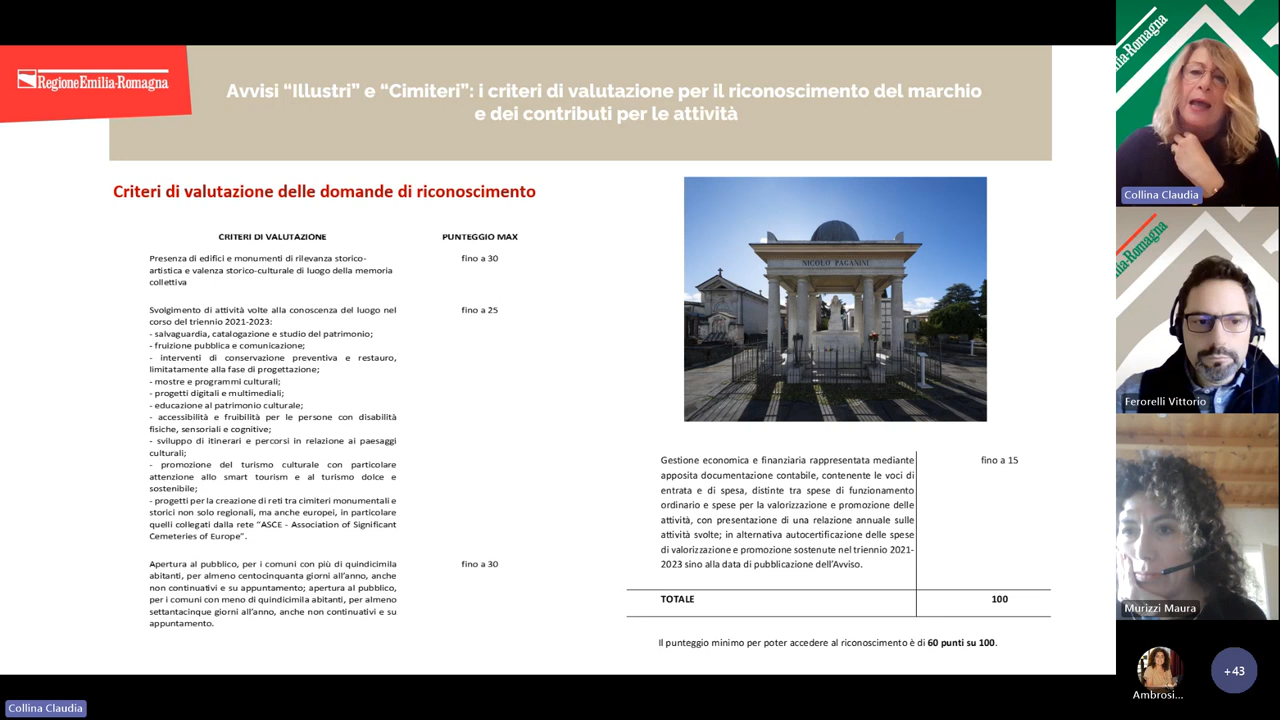 RegioneEmilia-Romagna
Avvisi “Illustri” e “Cimiteri”: i criteri di valutazione per il riconoscimento del marchio
e dei contributi per le attività
Criteri di valutazione delle domande di riconoscimento
CRITERI DI VALUTAZIONE PUNTEGGIO MAX
Presenza di edifici e monumenti di rilevanza storico- fino a 30
artistica e valenza storico-culturale di luogo della memoria
collettiva
Svolgimento di attività volte alla conoscenza del luogo nel fino a 25
corso del triennio 2021-2023:
- salvaguardia, catalogazione e studio del patrimonio;
- fruizione pubblica e comunicazione;
- interventi di conservazione preventiva e restauro,
limitatamente alla fase di progettazione;
- mostre e programmi culturali;
- progetti digitali e multimediali;
- educazione al patrimonio culturale;
- accessibilità e fruibilità per le persone con disabilità
fisiche, sensoriali e cognitive;
- sviluppo di itinerari e percorsi in relazione ai paesaggi
culturali;
- promozione del turismo culturale con particolare
attenzione allo smart tourism e al turismo dolce e
sostenibile;
- progetti per la creazione di reti tra cimiteri monumentali e
storici non solo regionali, ma anche europei, in particolare
quelli collegati dalla rete “ASCE - Association of Significant
Cemeteries of Europe”.
Apertura al pubblico, per i comuni con più di quindicimila fino a 30
abitanti, per almeno centocinquanta giorni all’anno, anche
non continuativi e su appuntamento; apertura al pubblico,
per i comuni con meno di quindicimila abitanti, per almeno
settantacinque giorni all’anno, anche non continuativi e su
appuntamento.
NICOLO PAGANINI
Gestione economica e finanziaria rappresentata mediante fino a 15
apposita documentazione contabile, contenente le voci di
entrata e di spesa, distinte tra spese di funzionamento
ordinario e spese per la valorizzazione e promozione delle
attività, con presentazione di una relazione annuale sulle
attività svolte; in alternativa autocertificazione delle spese
di valorizzazione e promozione sostenute nel triennio 2021-
2023 sino alla data di pubblicazione dell’Avviso.
TOTALE 100
Il punteggio minimo per poter accedere al riconoscimento è di 60 punti su 100.
ia-Romagna
Collina Claudia
ilia-Romagna
Ferorelli Vittorio
Murizzi Maura
Ambrosi...
+43
Collina Claudia